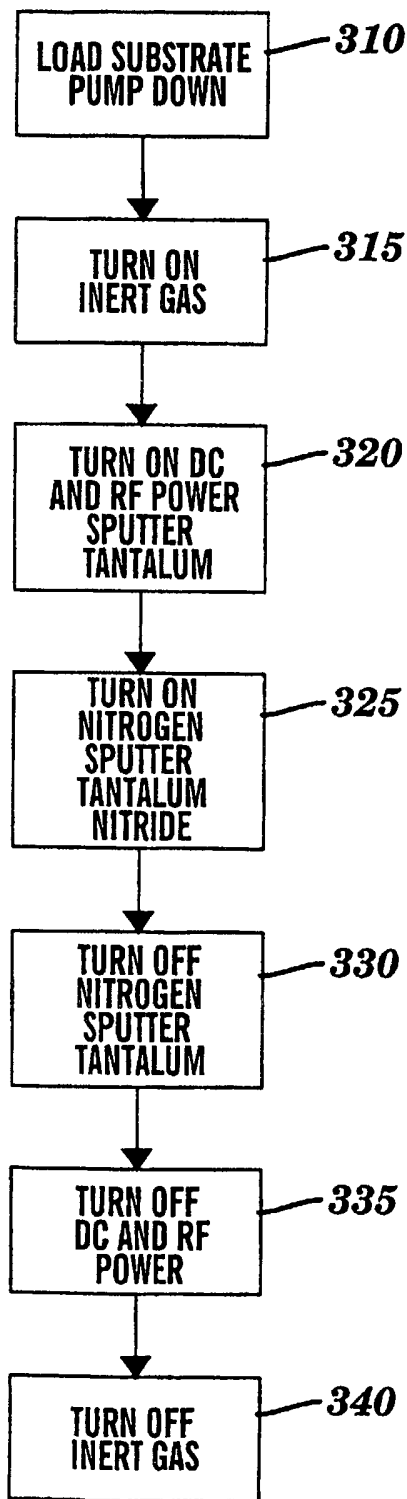 LOAD SUBSTRATE
PUMP DOWN
310
TURN ON
INERT GAS
315
TURN ON DC
AND RF POWER
SPUTTER
TANTALUM
320
TURN ON
NITROGEN
SPUTTER
TANTALUM
NITRIDE
325
TURN OFF
NITROGEN
SPUTTER
TANTALUM
330
TURN OFF
DC AND RF
POWER
335
TURN OFF
INERT GAS
340